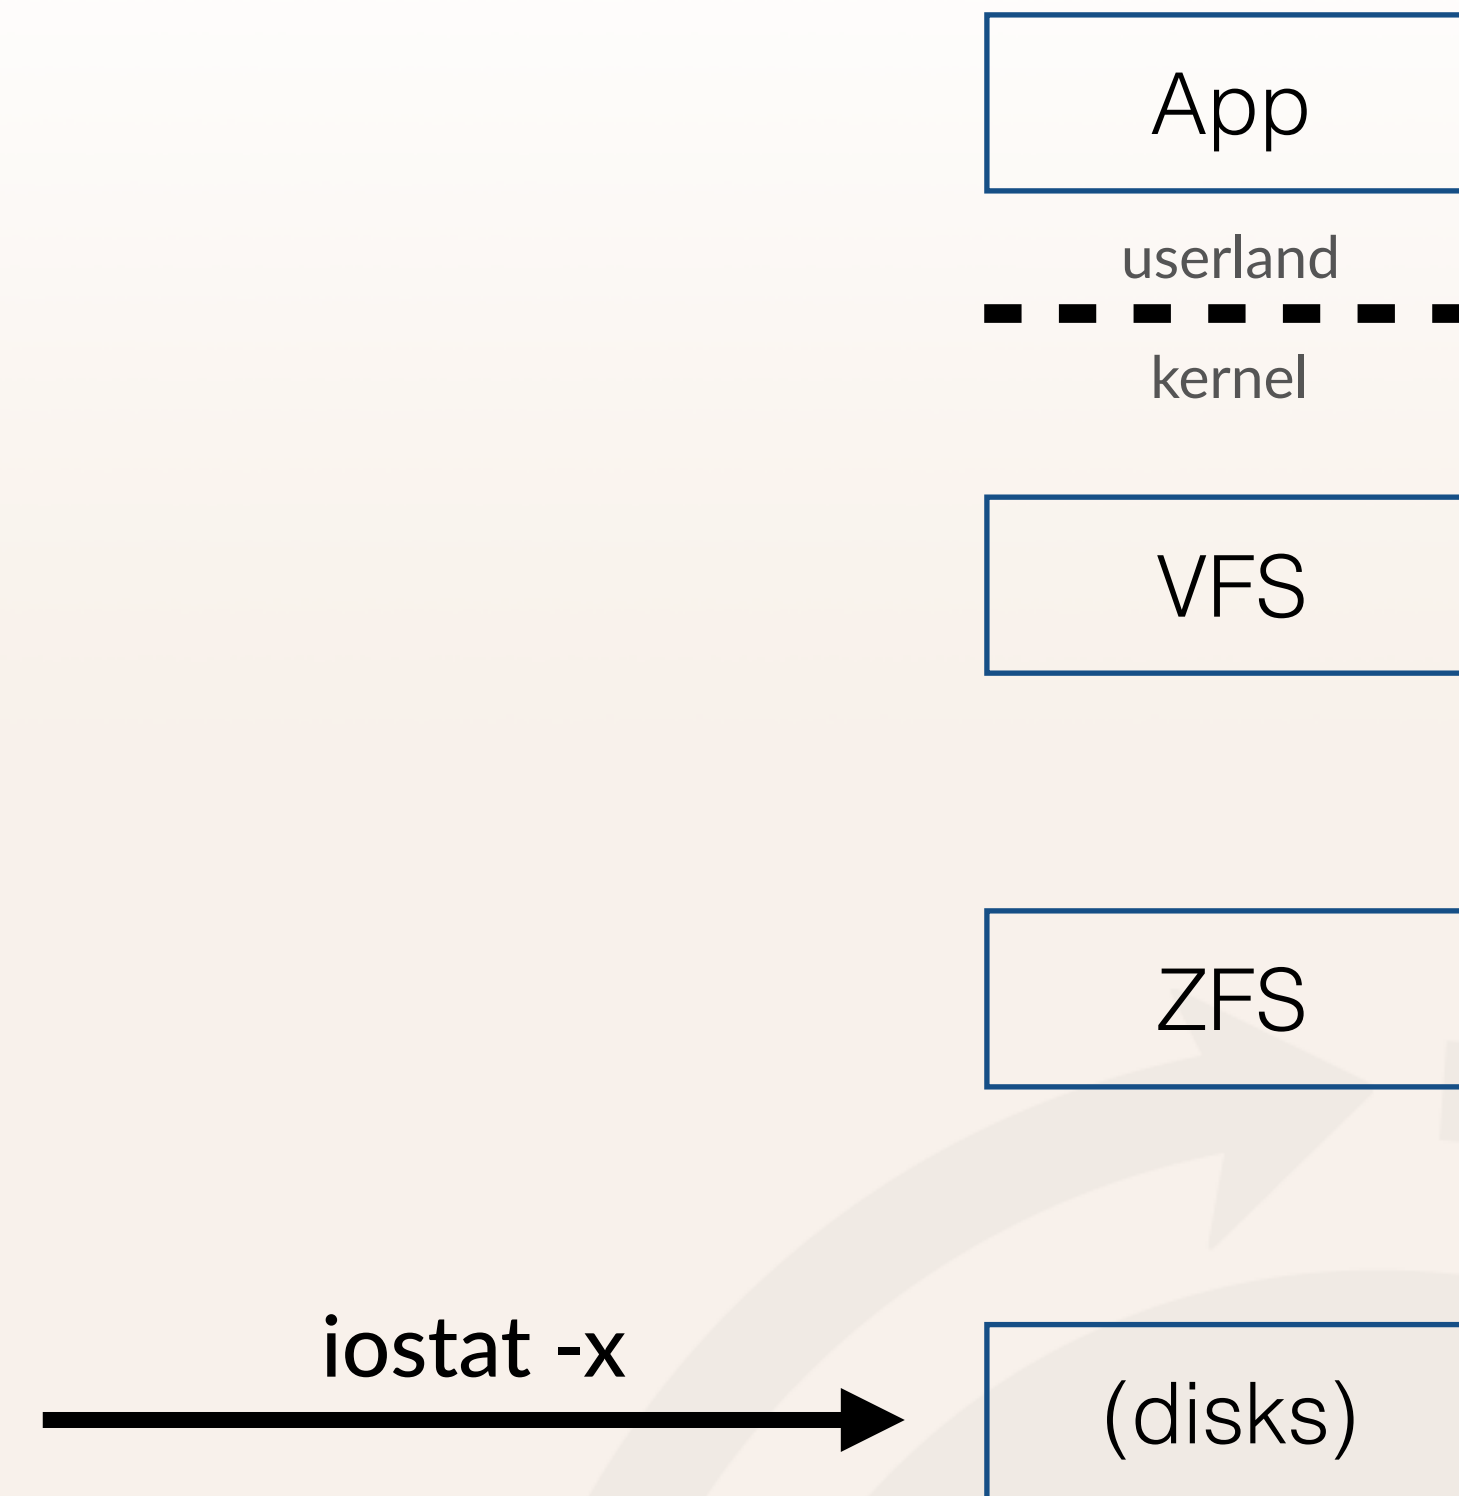 App
userland
kernel
VFS
ZFS
iostat -x
(disks)